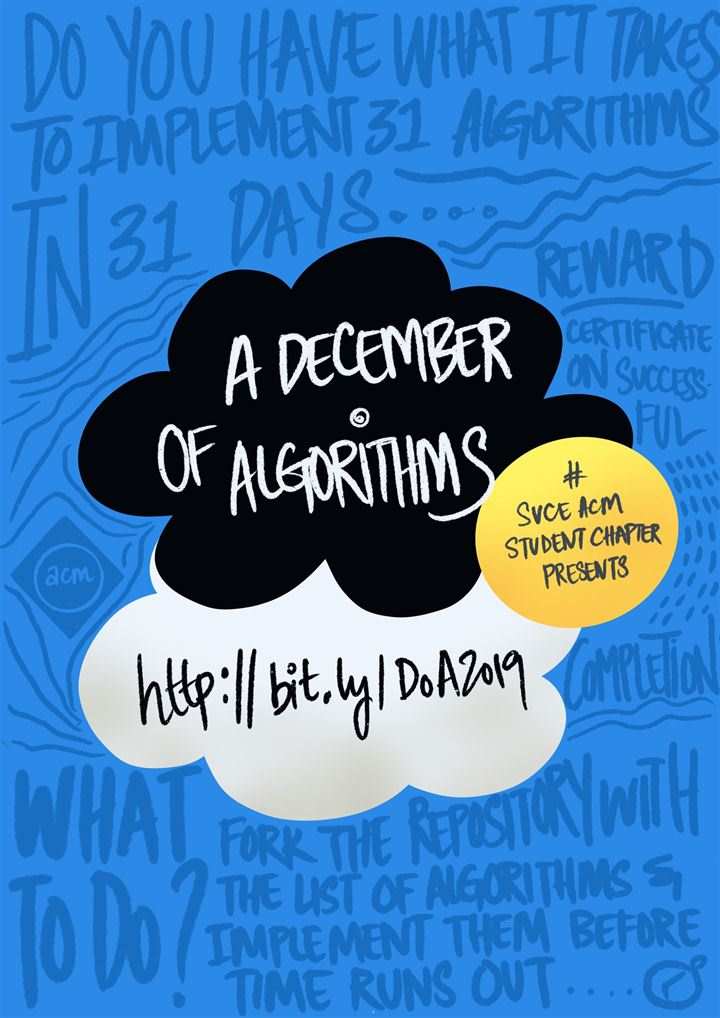 DO YOU HAVE WHAT IT TAKES
TO IMPLEMENT 31 ALGORITHMS
IN 31 DAYS....
REWARD
CERTIFICATE
ON SUCCESS-
FUL
COMPLETION
A DECEMBER
OF ALGORITHMS
#
SVCE ACM
STUDENT CHAPTER
PRESENTS
acm
http://bit.ly/DoA2019
WHAT
TO DO?
FORK THE REPOSITORY WITH
THE LIST OF ALGORITHMS &
IMPLEMENT THEM BEFORE
TIME RUNS OUT....